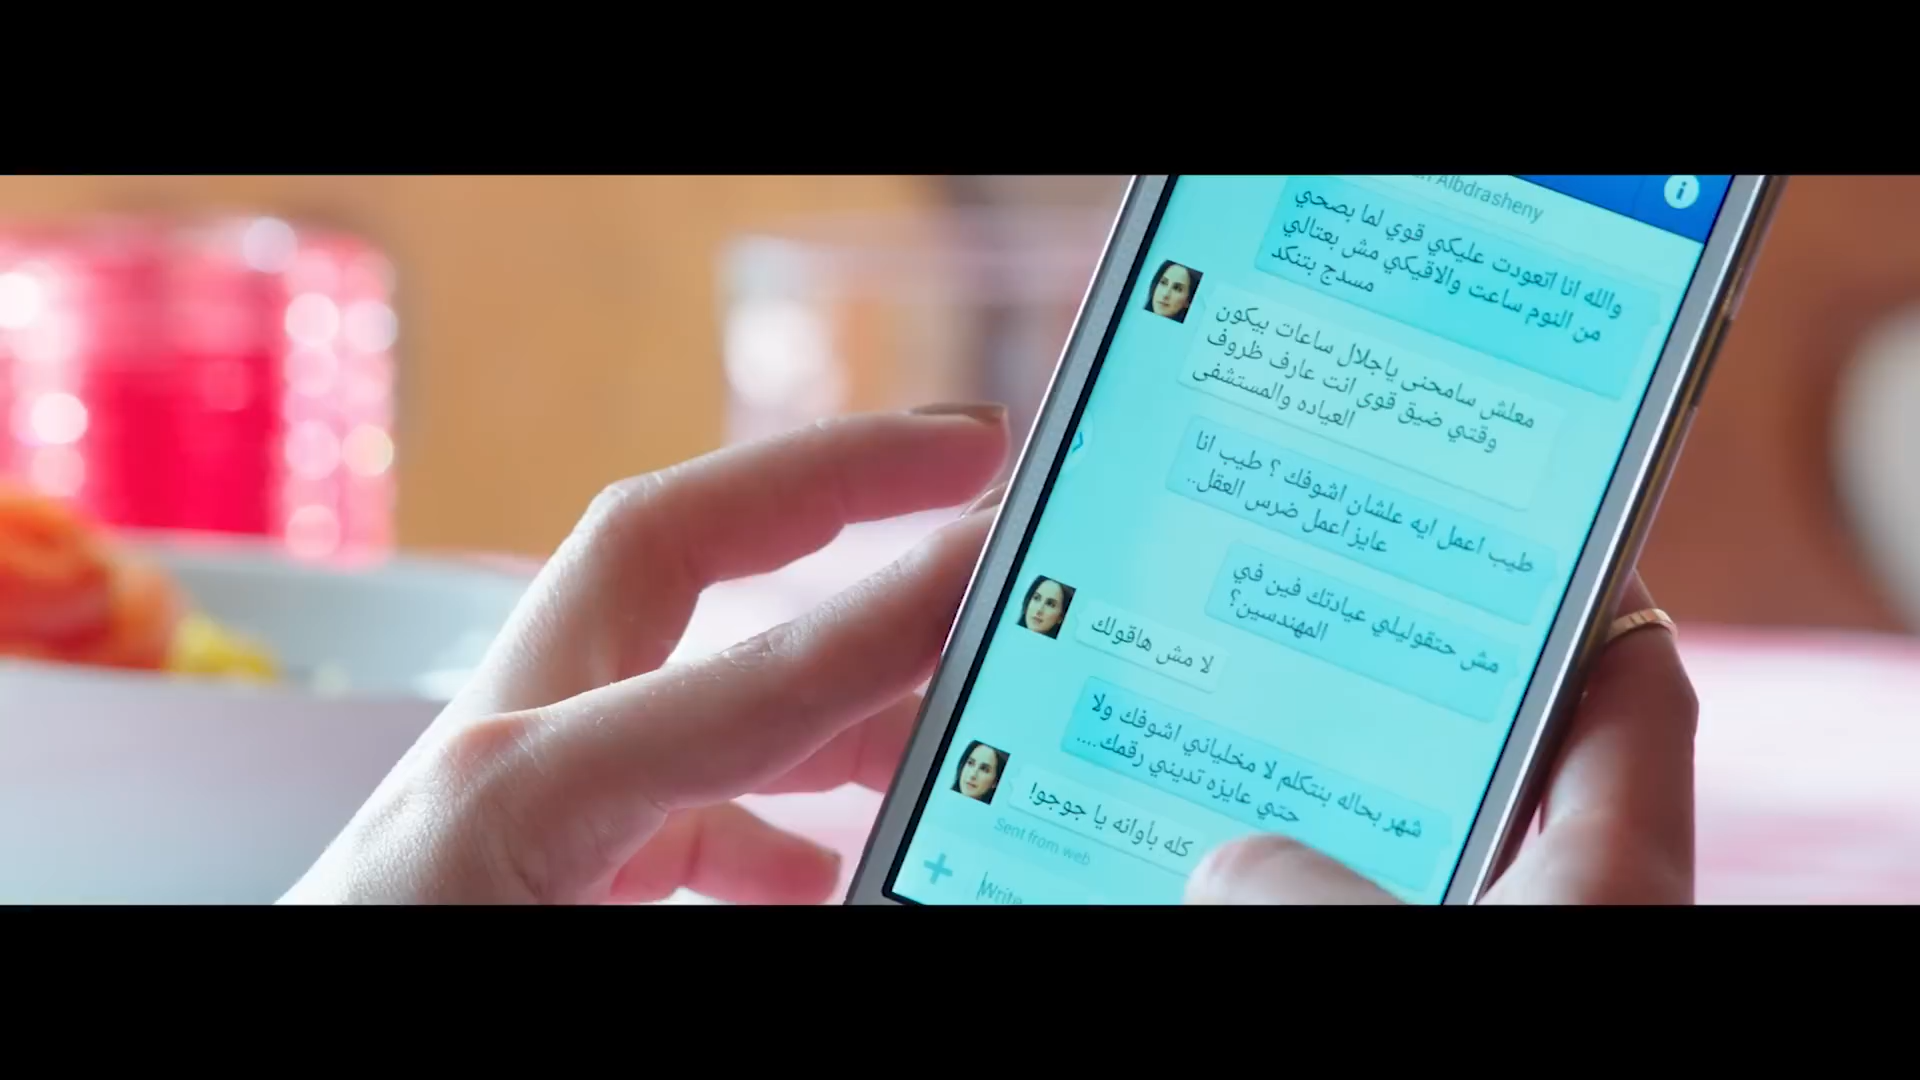 Albdrasheny
والله انا اتعودت عليكي قوي لما بصحي
من النوم ساعت والاقيكي مش بعتالي
مسدج بتنكد
معلش سامحنى ياجلال ساعات بيكون
وقتي ضيق قوى انت عارف ظروف
العياده والمستشفى
طيب اعمل ايه علشان اشوفك ؟ طيب انا
عايز اعمل ضرس العقل..
مش حتقوليلي عيادتك فين في
المهندسين؟
لا مش هاقولك
شهر بحاله بنتكلم لا مخلياني اشوفك ولا
حتي عايزه تديني رقمك....
كله بأوانه يا جوجو!
Sent from web
Write